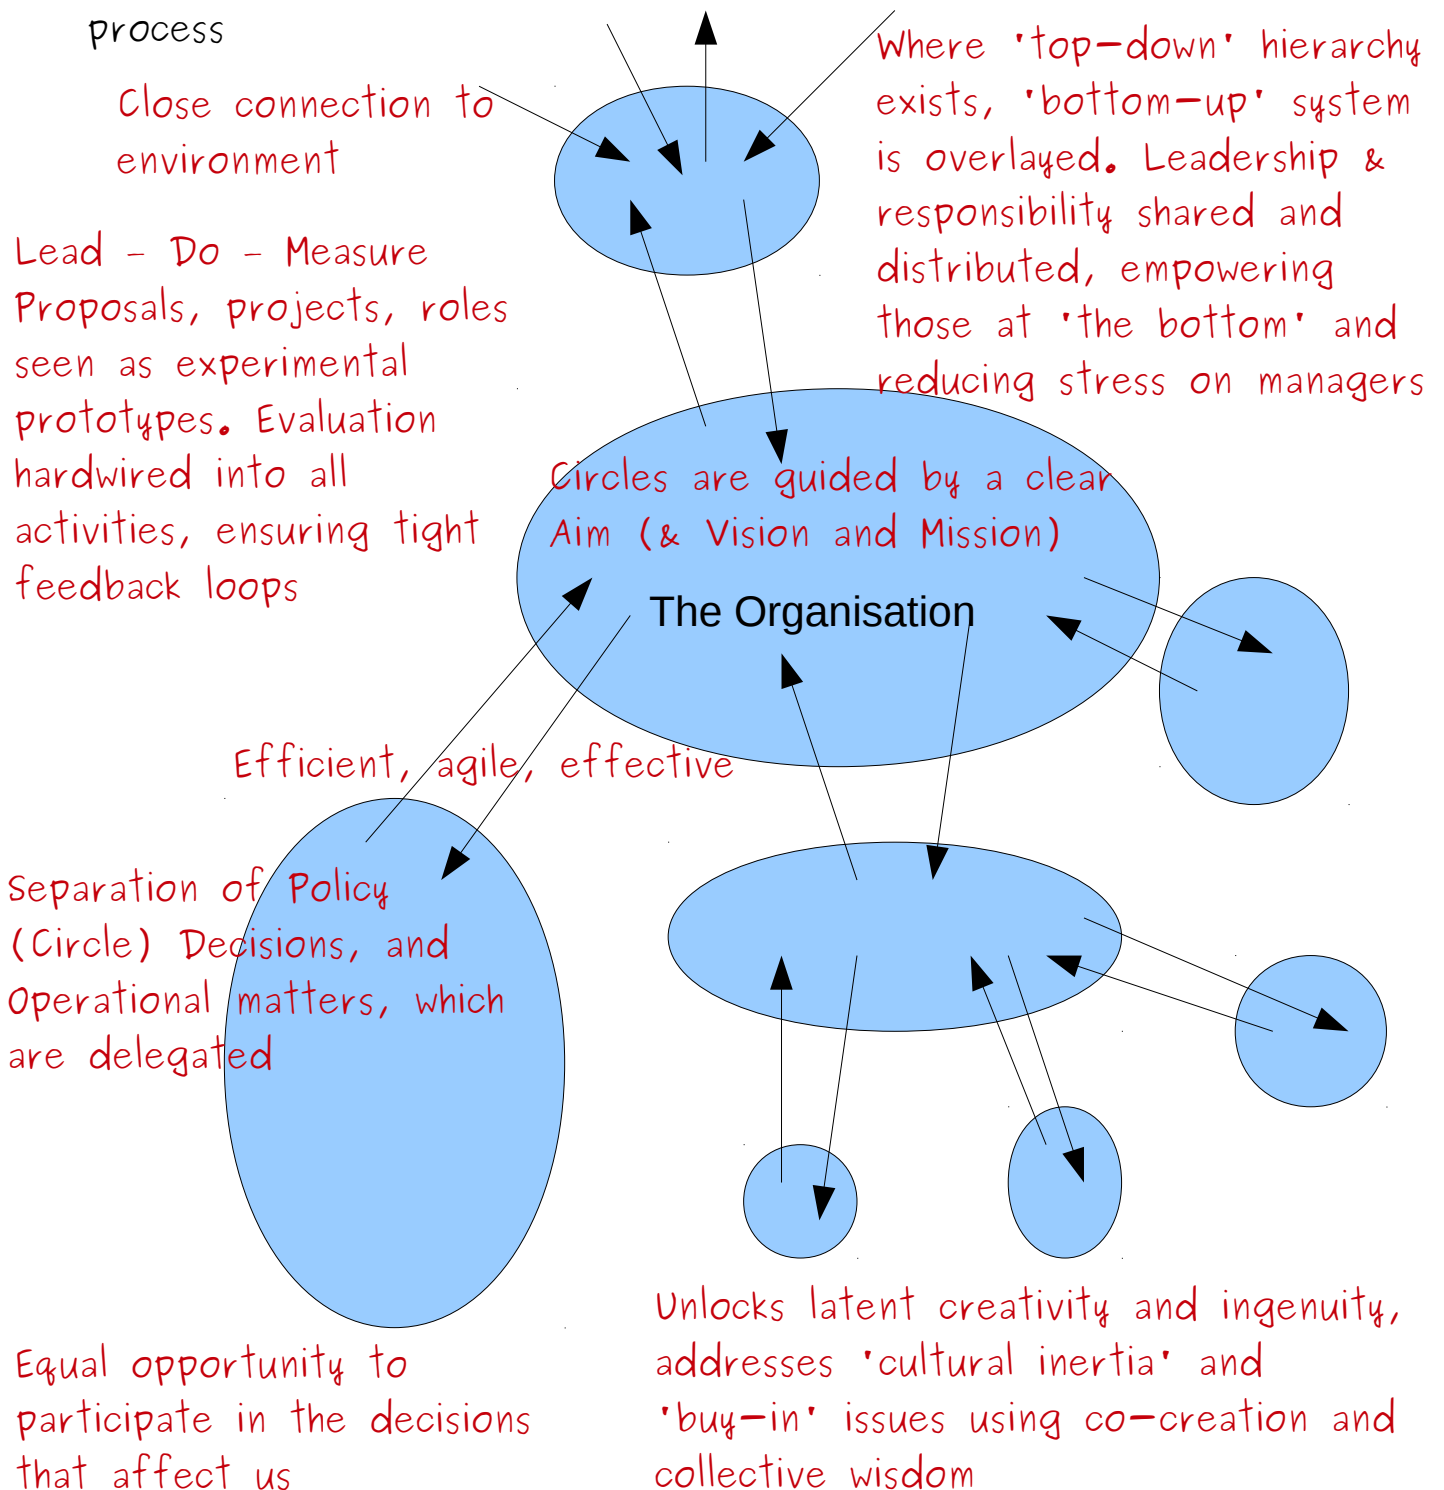 process
Close connection to
environment
Where 'top-down' hierarchy
exists, 'bottom-up' system
is overlayed. Leadership &
responsibility shared and
distributed, empowering
those at 'the bottom' and
reducing stress on managers
Lead - Do - Measure
Proposals, projects, roles
seen as experimental
prototypes. Evaluation
hardwired into all
activities, ensuring tight
feedback loops
Circles are guided by a clear
Aim (& Vision and Mission)
The Organisation
Efficient, agile, effective
Separation of Policy
(Circle) Decisions, and
Operational matters, which
are delegated
Equal opportunity to
participate in the decisions
that affect us
Unlocks latent creativity and ingenuity,
addresses 'cultural inertia' and
'buy-in' issues using co-creation and
collective wisdom